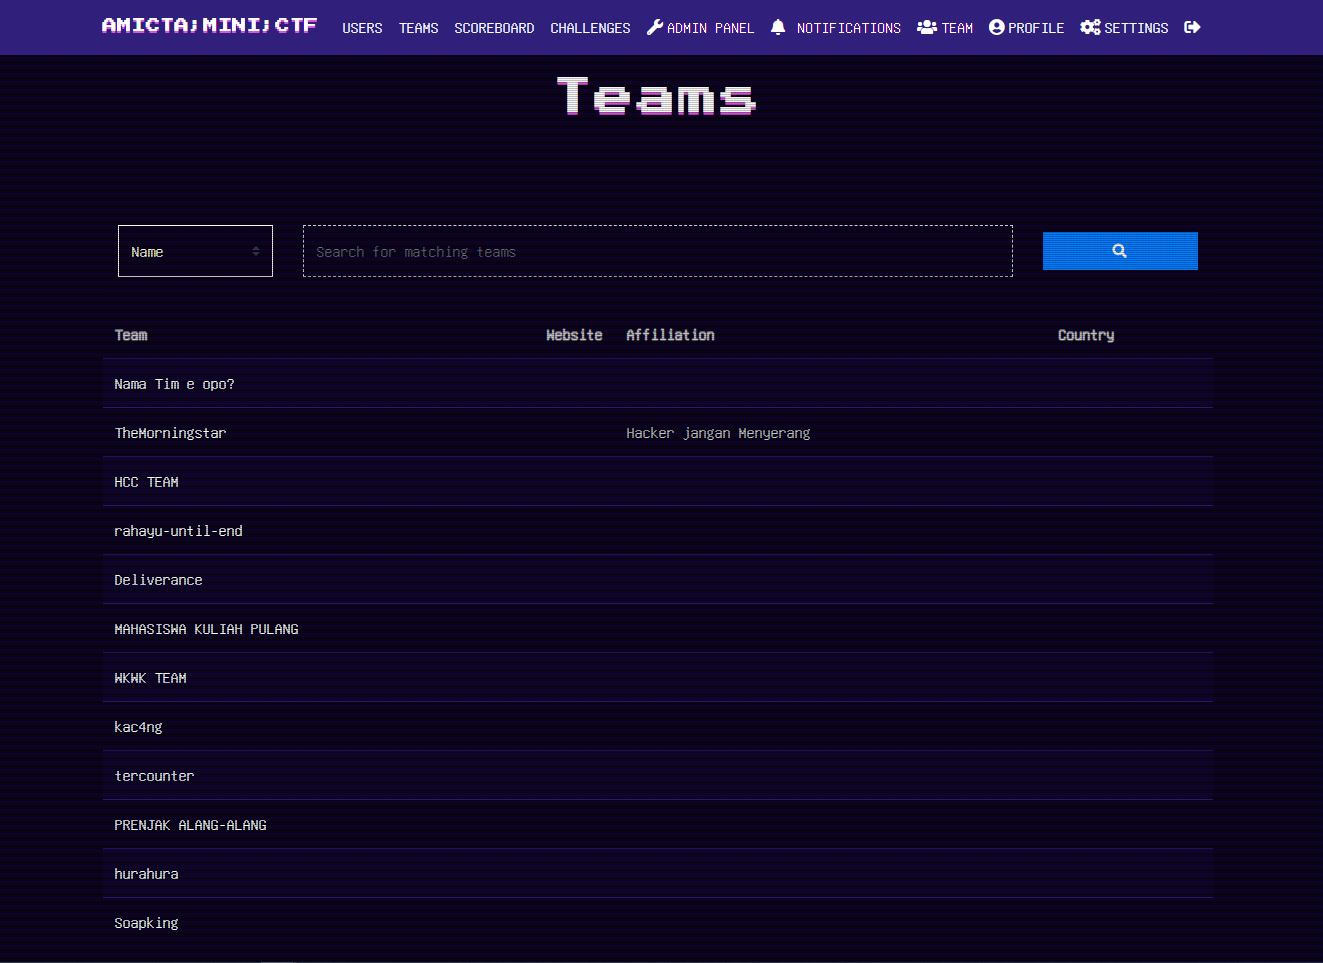 AMICTA;MINI;CTF USERS TEAMS SCOREBOARD CHALLENGES ADMIN PANEL NOTIFICATIONS TEAM PROFILE SETTINGS
Teams
Name Search for matching teams
Team Website Affiliation Country
Nama Tim e opo?
TheMorningstar Hacker jangan Menyerang
HCC TEAM
rahayu-until-end
Deliverance
MAHASISWA KULIAH PULANG
WKWK TEAM
kac4ng
tercounter
PRENJAK ALANG-ALANG
hurahura
Soapking